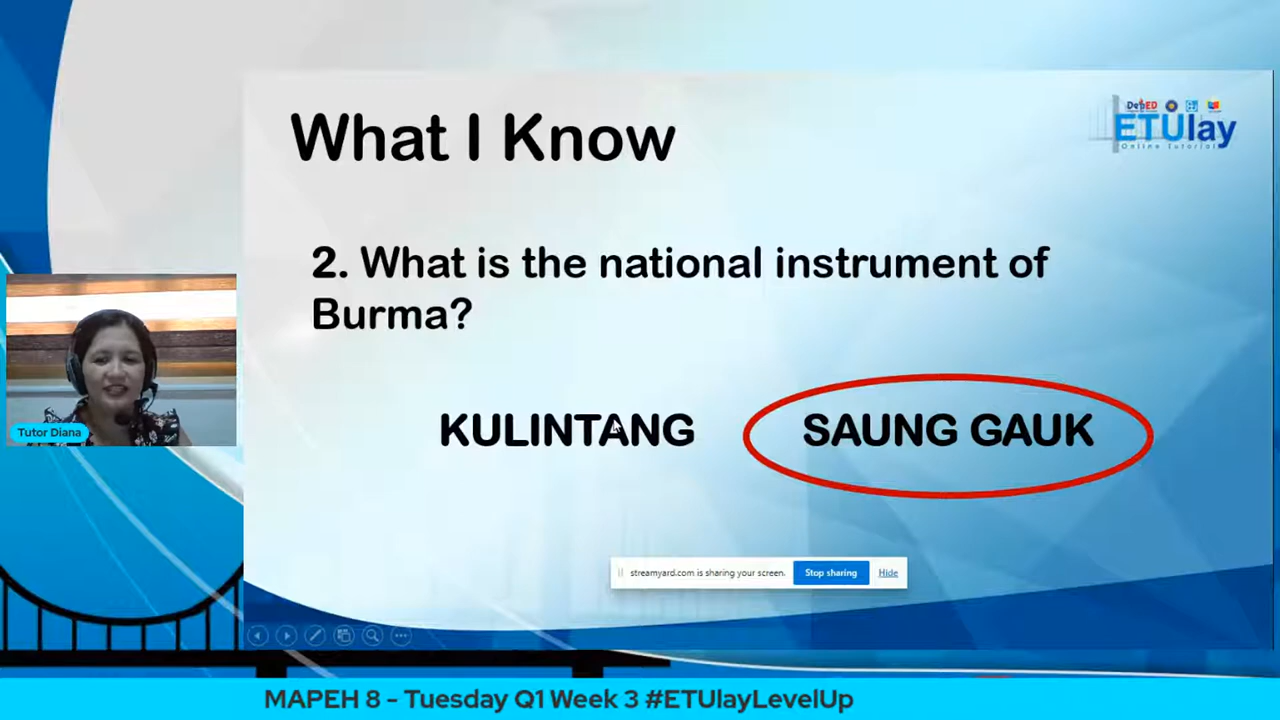 What I Know
DepED
ETUlay
Online Tutorial
2. What is the national instrument of
Burma?
KULINTANG
SAUNG GAUK
Tutor Diana
streamyard.com is sharing your screen.
Stop sharing
Hide
MAPEH 8 - Tuesday Q1 Week 3 #ETUlayLevelUp